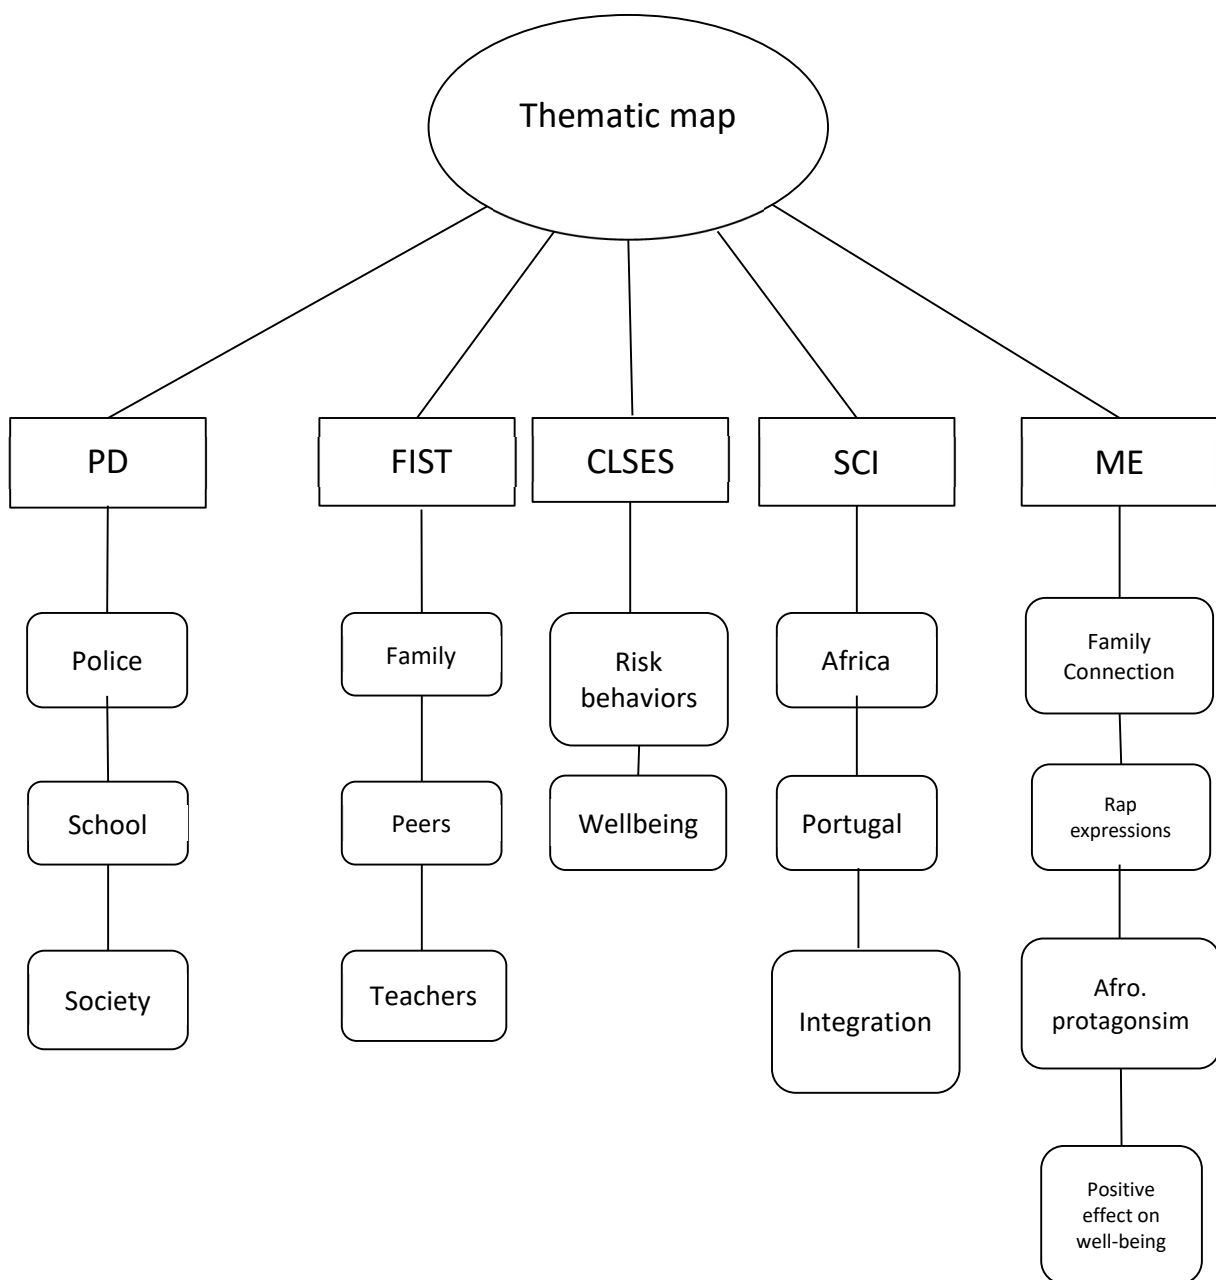 Thematic map
PD
FIST
CLSES
SCI
ME
Police
Family
Risk
behaviors
Africa
Family
Connection
School
Peers
Wellbeing
Portugal
Rap
expressions
Society
Teachers
Integration
Afro.
protagonsim
Positive
effect on
well-being